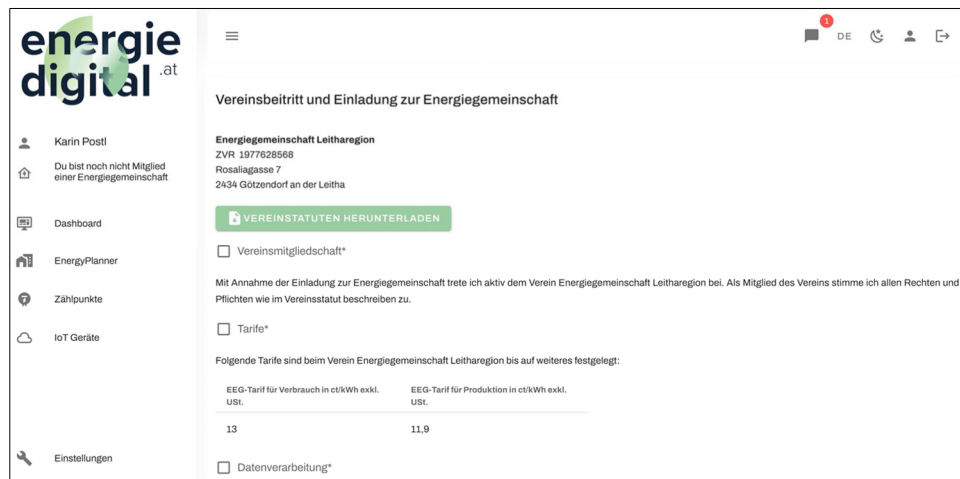 energie
digital
.at
1
DE
Vereinsbeitritt und Einladung zur Energiegemeinschaft
Karin Postl
Du bist noch nicht Mitglied
einer Energiegemeinschaft
Dashboard
EnergyPlanner
Zählpunkte
IoT Geräte
Einstellungen
Energiegemeinschaft Leitharegion
ZVR 1977628568
Rosaliagasse 7
2434 Götzendorf an der Leitha
VEREINSTATUTEN HERUNTERLADEN
Vereinsmitgliedschaft*
Mit Annahme der Einladung zur Energiegemeinschaft trete ich aktiv dem Verein Energiegemeinschaft Leitharegion bei. Als Mitglied des Vereins stimme ich allen Rechten und
Pflichten wie im Vereinsstatut beschreiben zu.
Tarife*
Folgende Tarife sind beim Verein Energiegemeinschaft Leitharegion bis auf weiteres festgelegt:
EEG-Tarif für Verbrauch in ct/kWh exkl.
USt.
EEG-Tarif für Produktion in ct/kWh exkl.
USt.
13
11,9
Datenverarbeitung*